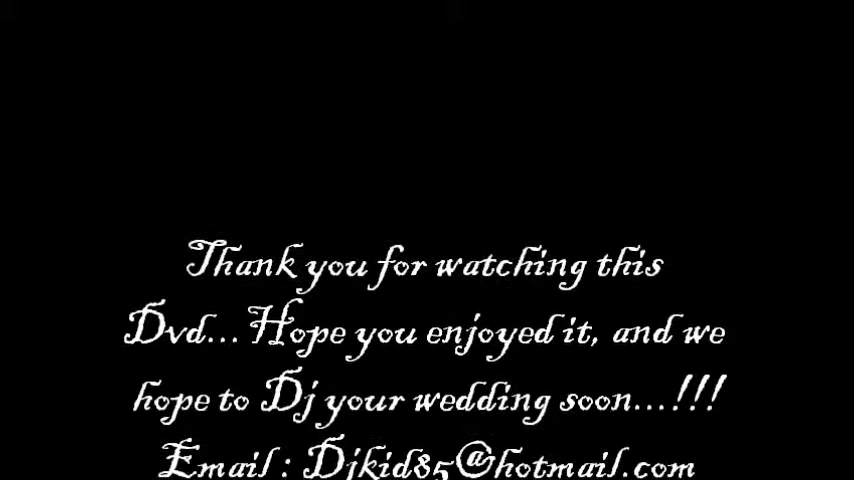 Thank you for watching this
Dvd... Hope you enjoyed it, and we
hope to Dj your wedding soon...!!!
Email : Djkid85@hotmail.com